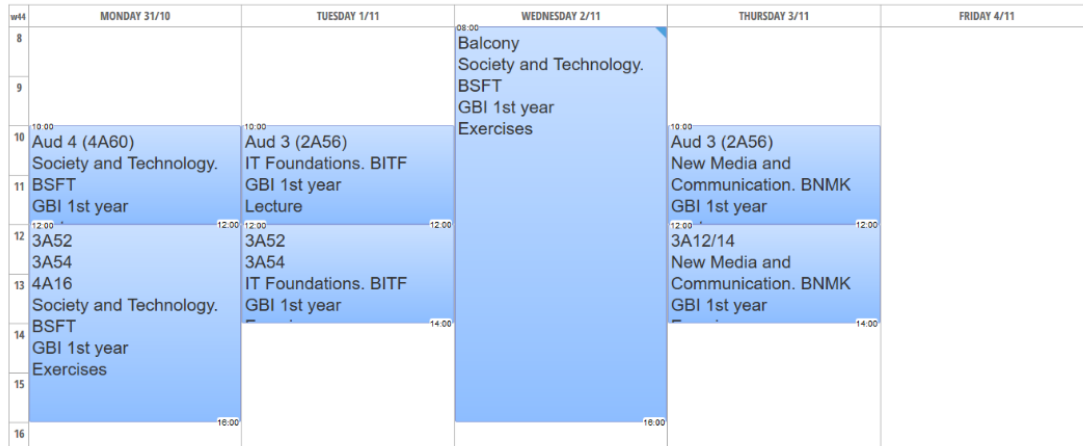 w44
MONDAY 31/10
TUESDAY 1/11
WEDNESDAY 2/11
THURSDAY 3/11
FRIDAY 4/11
8
9
10
11
12
13
14
15
16
10:00
Aud 4 (4A60)
Society and Technology.
BSFT
GBI 1st year
12:00
12:00
3A52
3A54
4A16
Society and Technology.
BSFT
GBI 1st year
Exercises
16:00
10:00
Aud 3 (2A56)
IT Foundations. BITF
GBI 1st year
Lecture
12:00
12:00
3A52
3A54
IT Foundations. BITF
GBI 1st year
14:00
08:00
Balcony
Society and Technology.
BSFT
GBI 1st year
Exercises
16:00
10:00
Aud 3 (2A56)
New Media and
Communication. BNMK
GBI 1st year
12:00
12:00
3A12/14
New Media and
Communication. BNMK
GBI 1st year
14:00